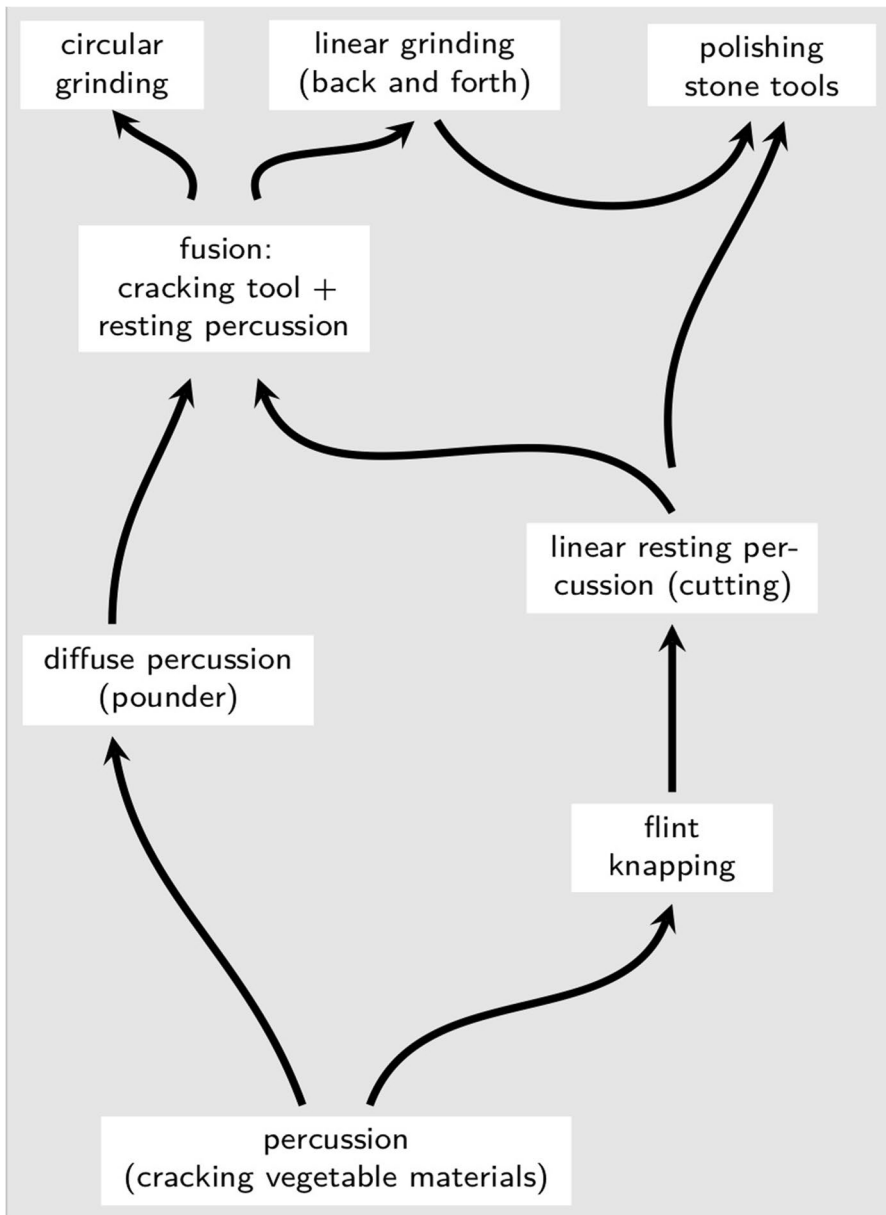 circular
grinding
linear grinding
(back and forth)
polishing
stone tools
fusion:
cracking tool +
resting percussion
linear resting per-
cussion (cutting)
diffuse percussion
(pounder)
flint
knapping
percussion
(cracking vegetable materials)